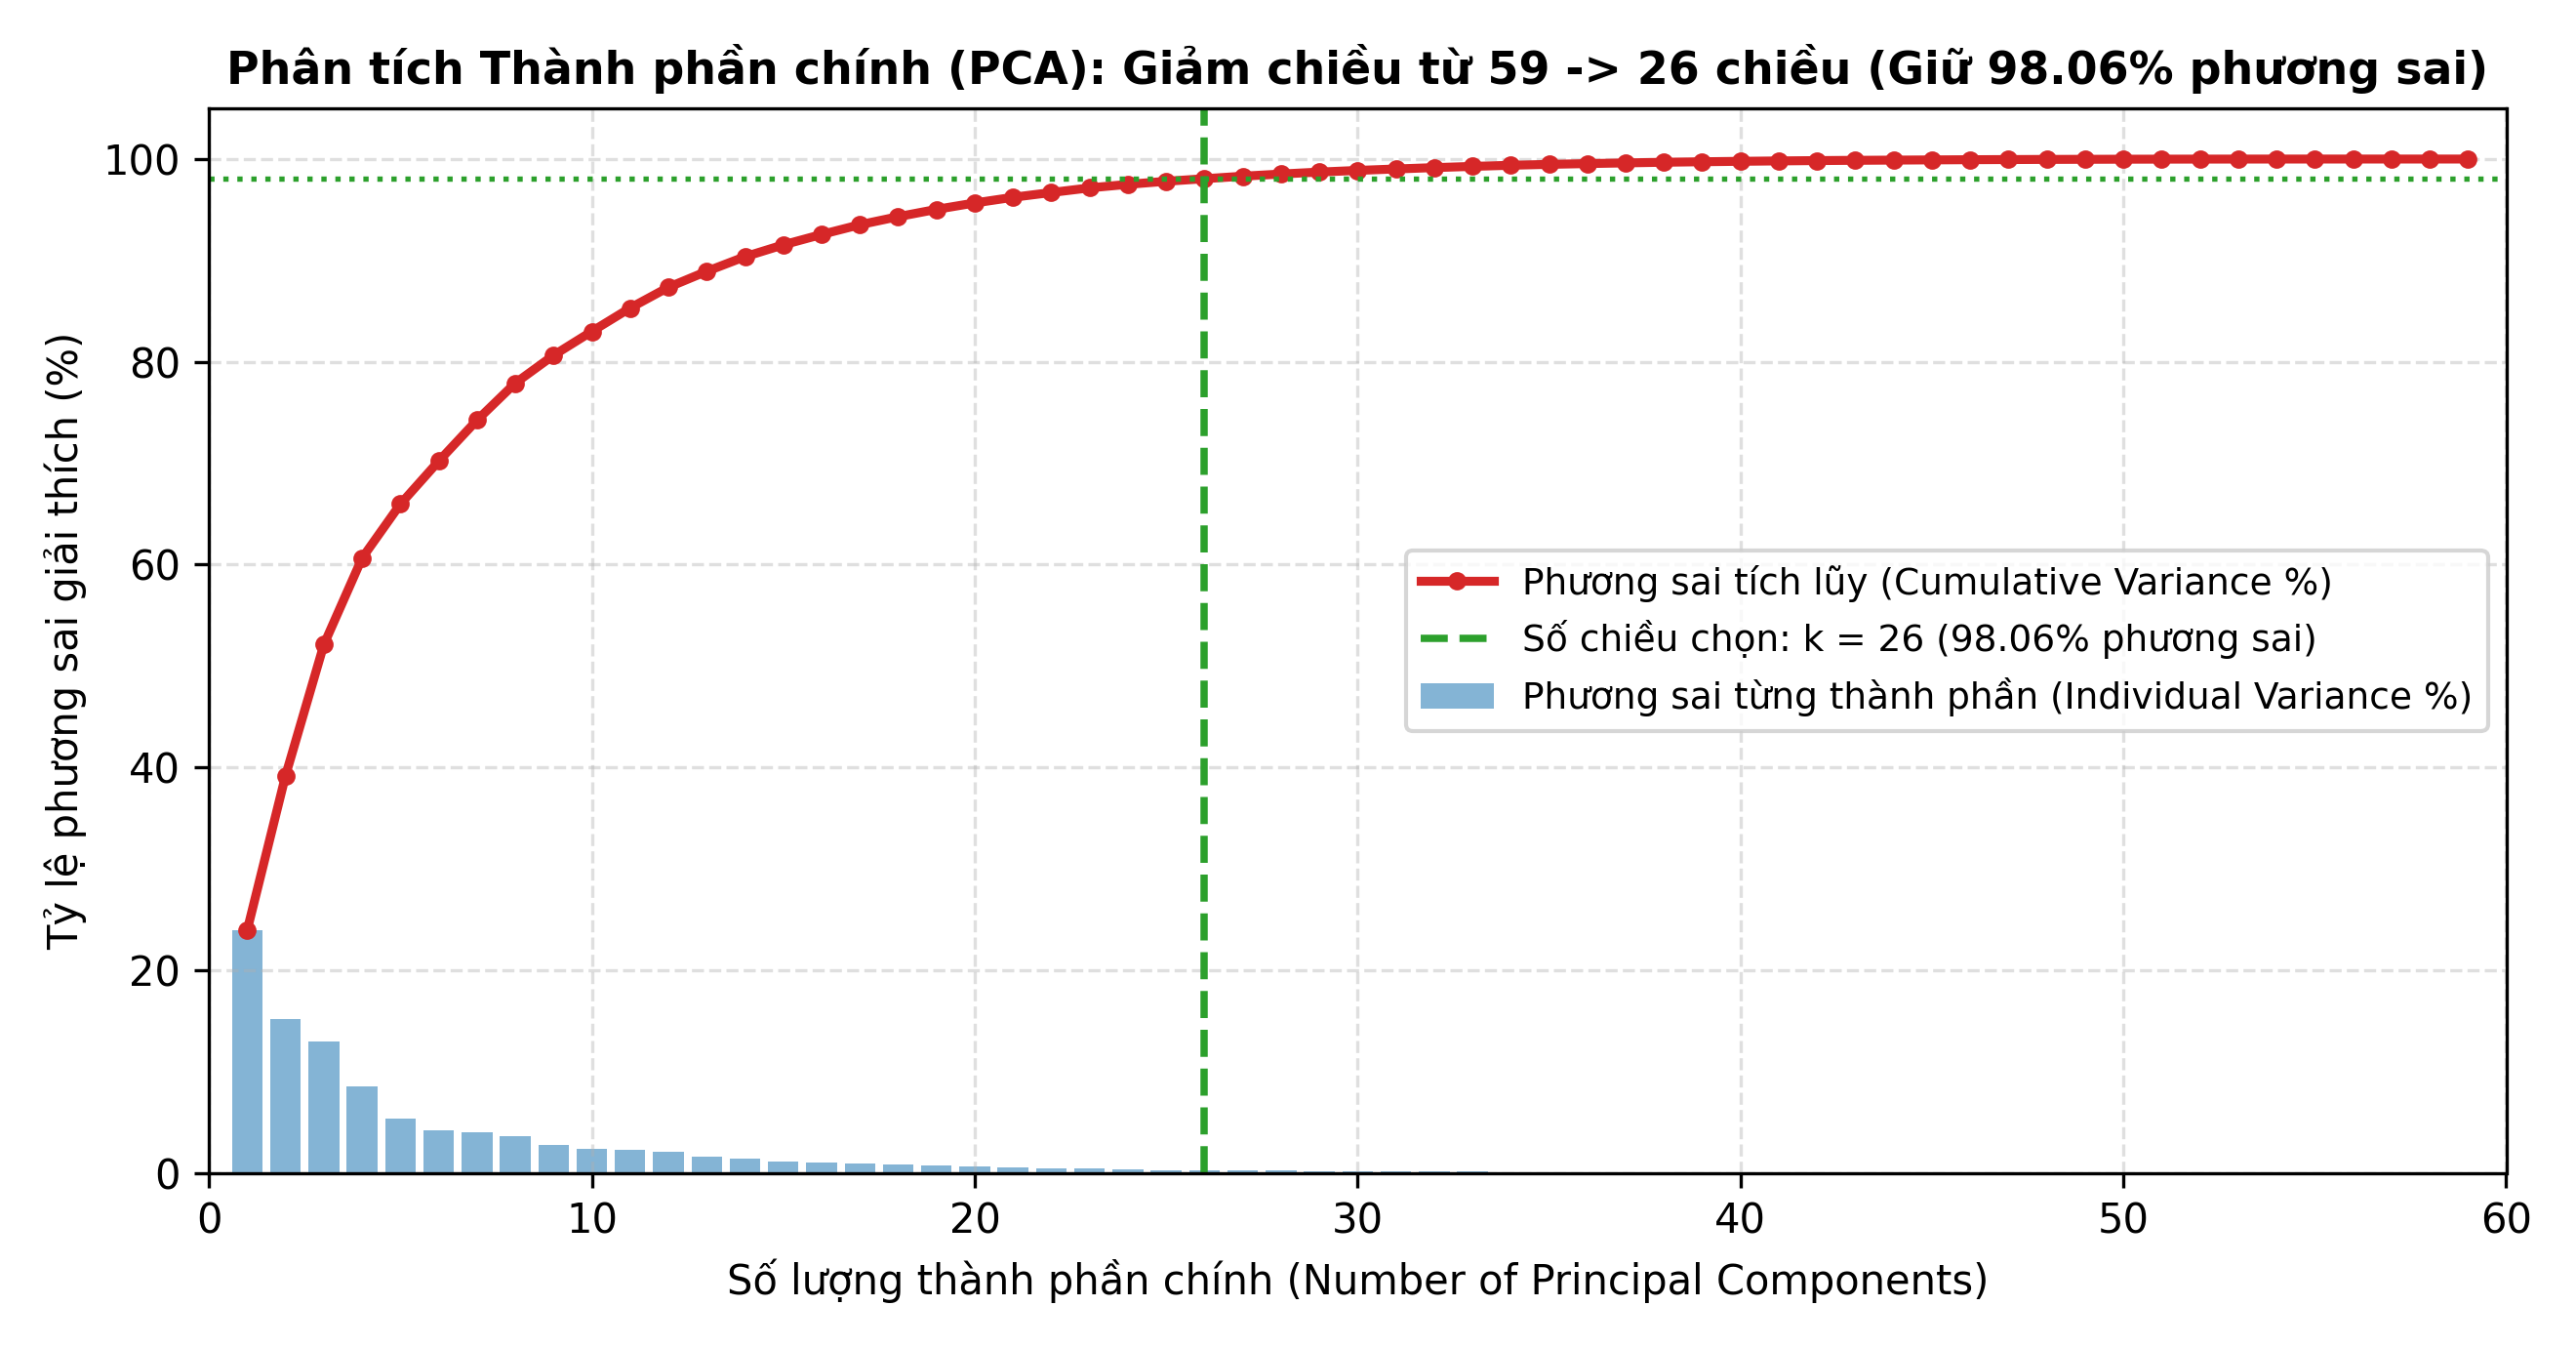 Phân tích Thành phần chính (PCA): Giảm chiều từ 59 -> 26 chiều (Giữ 98.06% phương sai)
Tỷ lệ phương sai giải thích (%)
100
80
60
40
20
0
Phương sai tích lũy (Cumulative Variance %)
Số chiều chọn: k = 26 (98.06% phương sai)
Phương sai từng thành phần (Individual Variance %)
0 10 20 30 40 50 60
Số lượng thành phần chính (Number of Principal Components)